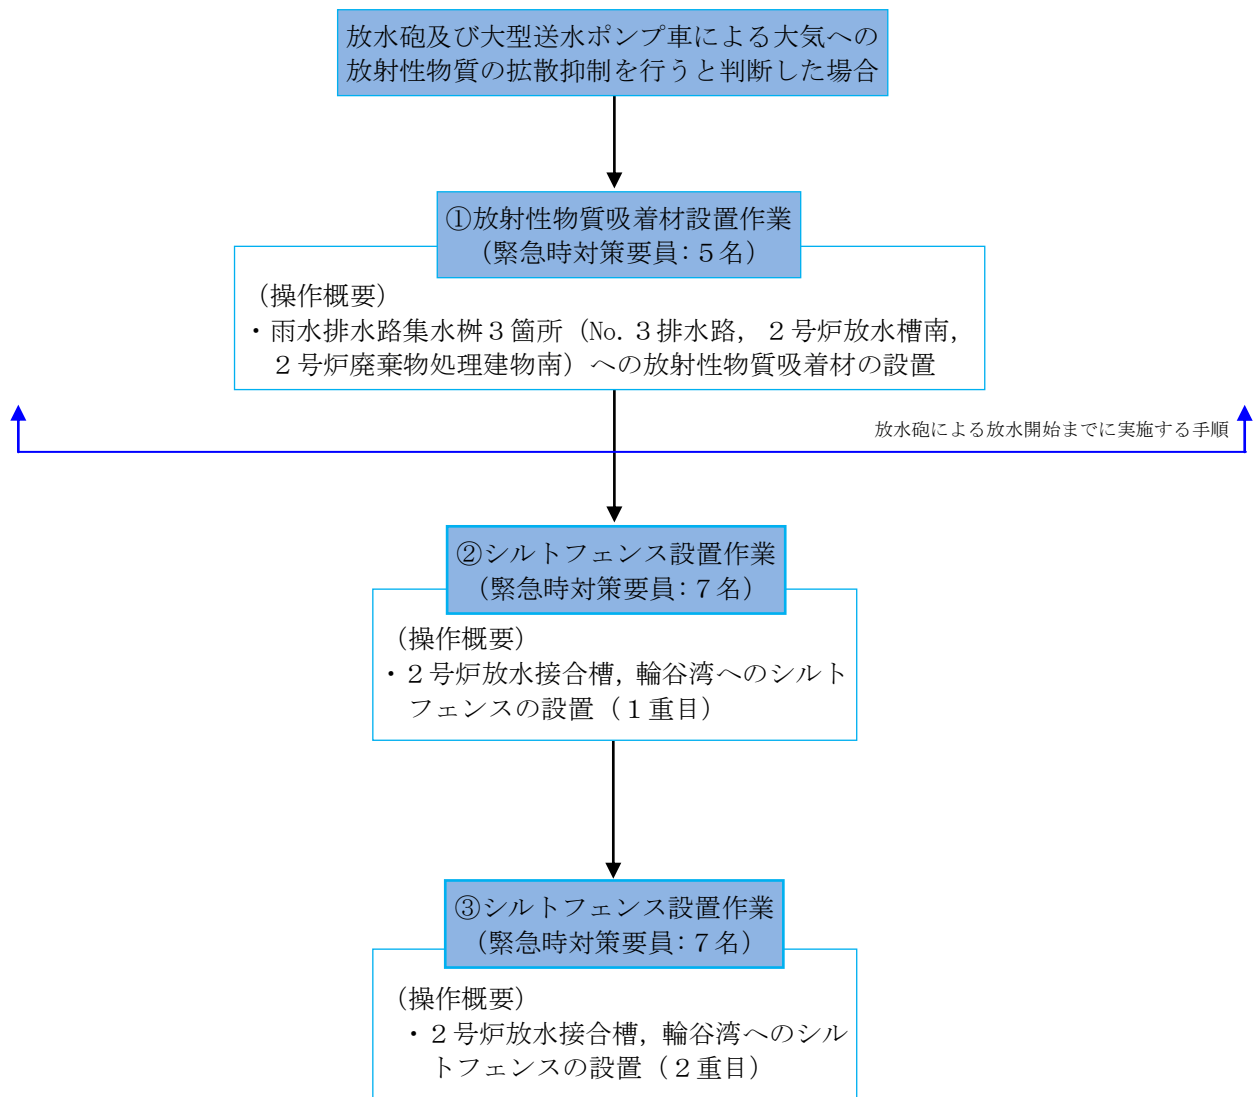 放水砲及び大型送水ポンプ車による大気への
放射性物質の拡散抑制を行うと判断した場合
①放射性物質吸着材設置作業
（緊急時対策要員：５名）
（操作概要）
・雨水排水路集水桝３箇所（No.３排水路，２号炉放水槽南，
２号炉廃棄物処理建物南）への放射性物質吸着材の設置
放水砲による放水開始までに実施する手順
②シルトフェンス設置作業
（緊急時対策要員：７名）
（操作概要）
・２号炉放水接合槽，輪谷湾へのシルト
フェンスの設置（１重目）
③シルトフェンス設置作業
（緊急時対策要員：７名）
（操作概要）
・２号炉放水接合槽，輪谷湾へのシル
トフェンスの設置（２重目）